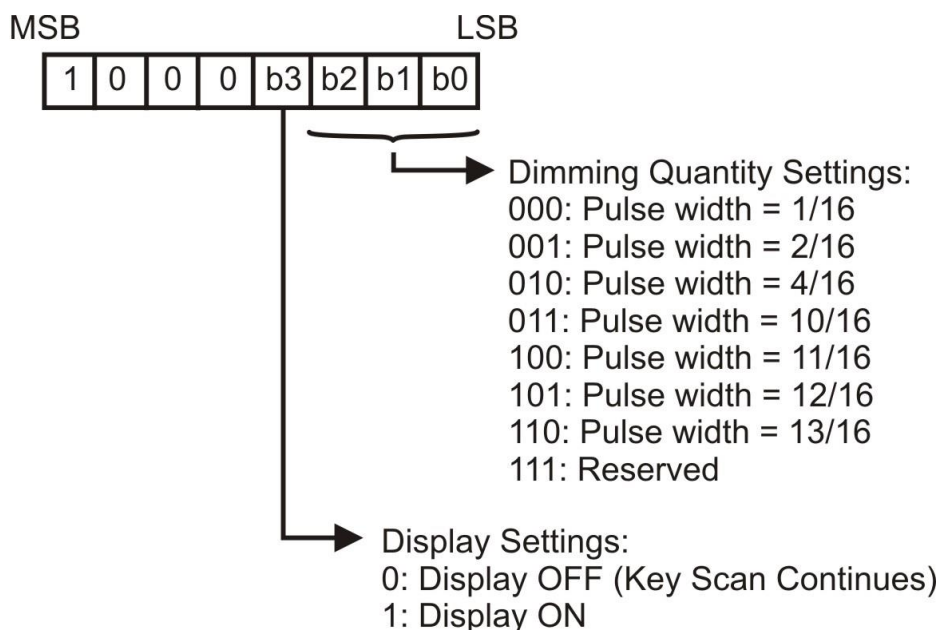 MSB LSB
1 0 0 0 b3 b2 b1 b0
Dimming Quantity Settings:
000: Pulse width = 1/16
001: Pulse width = 2/16
010: Pulse width = 4/16
011: Pulse width = 10/16
100: Pulse width = 11/16
101: Pulse width = 12/16
110: Pulse width = 13/16
111: Reserved
Display Settings:
0: Display OFF (Key Scan Continues)
1: Display ON